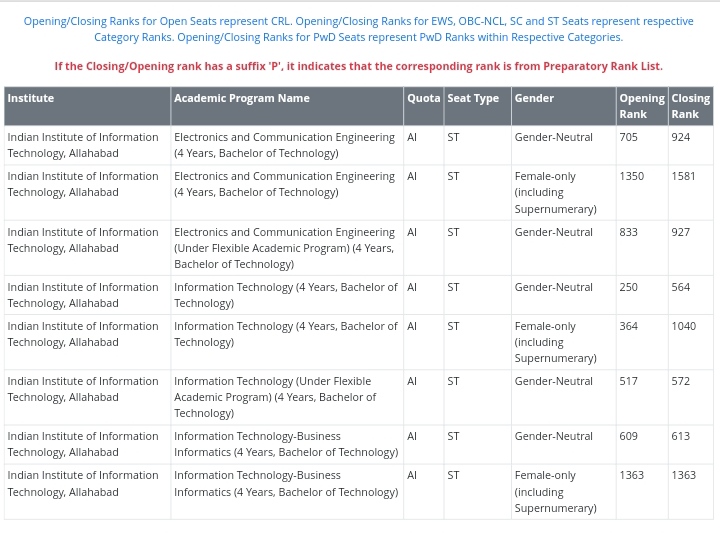 Opening/Closing Ranks for Open Seats represent CRL. Opening/Closing Ranks for EWS, OBC-NCL, SC and ST Seats represent respective
Category Ranks. Opening/Closing Ranks for PwD Seats represent PwD Ranks within Respective Categories.
If the Closing/Opening rank has a suffix 'P', it indicates that the corresponding rank is from Preparatory Rank List.
Institute Academic Program Name Quota Seat Type Gender Opening Closing
Rank Rank
Indian Institute of Information Electronics and Communication Engineering AI ST Gender-Neutral 705 924
Technology, Allahabad (4 Years, Bachelor of Technology)
Indian Institute of Information Electronics and Communication Engineering AI ST Female-only 1350 1581
Technology, Allahabad (4 Years, Bachelor of Technology) (including
Supernumerary)
Indian Institute of Information Electronics and Communication Engineering AI ST Gender-Neutral 833 927
Technology, Allahabad (Under Flexible Academic Program) (4 Years,
Bachelor of Technology)
Indian Institute of Information Information Technology (4 Years, Bachelor of AI ST Gender-Neutral 250 564
Technology, Allahabad Technology)
Indian Institute of Information Information Technology (4 Years, Bachelor of AI ST Female-only 364 1040
Technology, Allahabad Technology) (including
Supernumerary)
Indian Institute of Information Information Technology (Under Flexible AI ST Gender-Neutral 517 572
Technology, Allahabad Academic Program) (4 Years, Bachelor of
Technology)
Indian Institute of Information Information Technology-Business AI ST Gender-Neutral 609 613
Technology, Allahabad Informatics (4 Years, Bachelor of Technology)
Indian Institute of Information Information Technology-Business AI ST Female-only 1363 1363
Technology, Allahabad Informatics (4 Years, Bachelor of Technology) (including
Supernumerary)